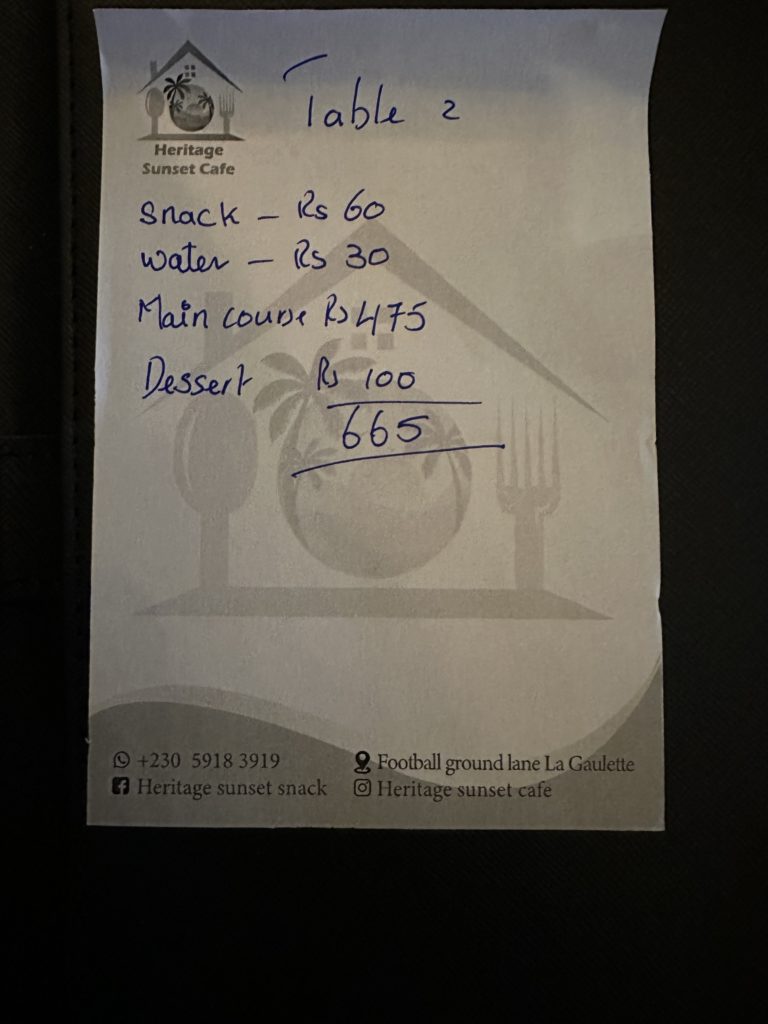 Table 2
Heritage
Sunset Cafe
Snack – Rs 60
water – Rs 30
Main course Rs 475
Dessert Rs 100
665
+230 5918 3919
Football ground lane La Gaulette
Heritage sunset snack
Heritage sunset cafe